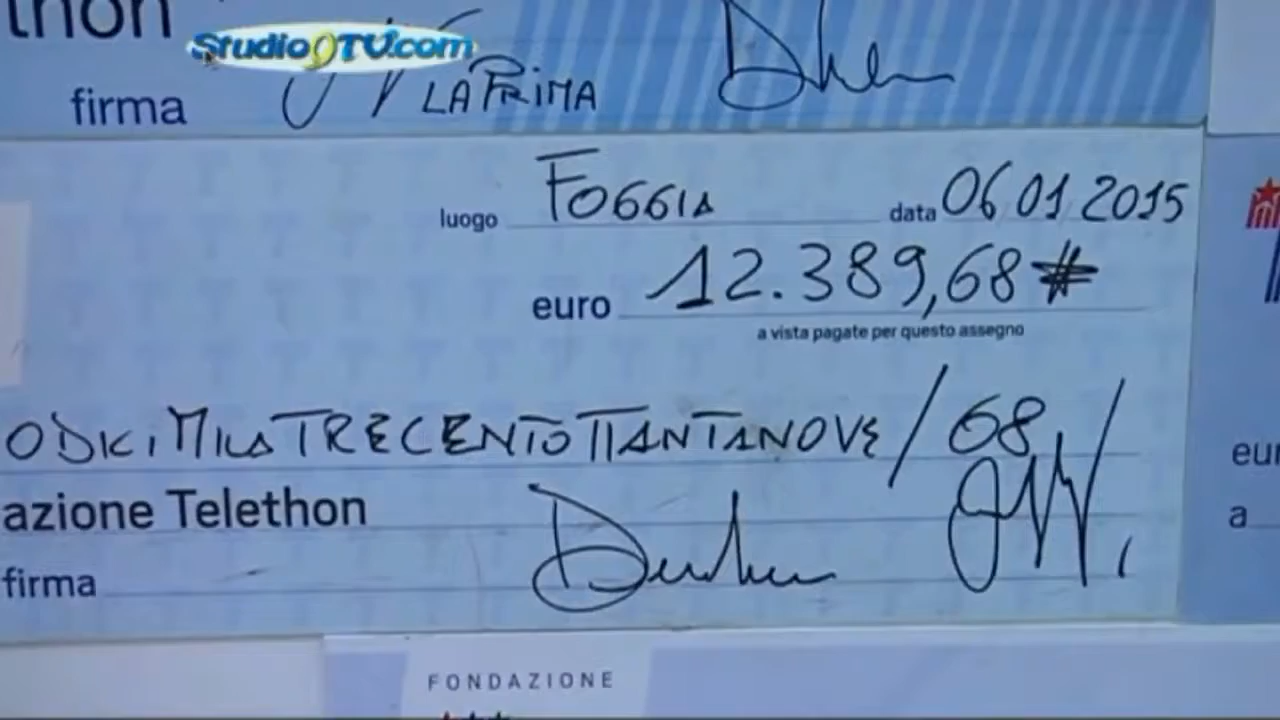 thon
Studio9TV.com
firma
LA PRIMA
luogo FOGGIA data 06 01 2015
euro 12.389,68#
a vista pagate per questo assegno
ODICIMILATRECENTOTTANTANOVE/68
azione Telethon
firma
eur
a
FONDAZIONE